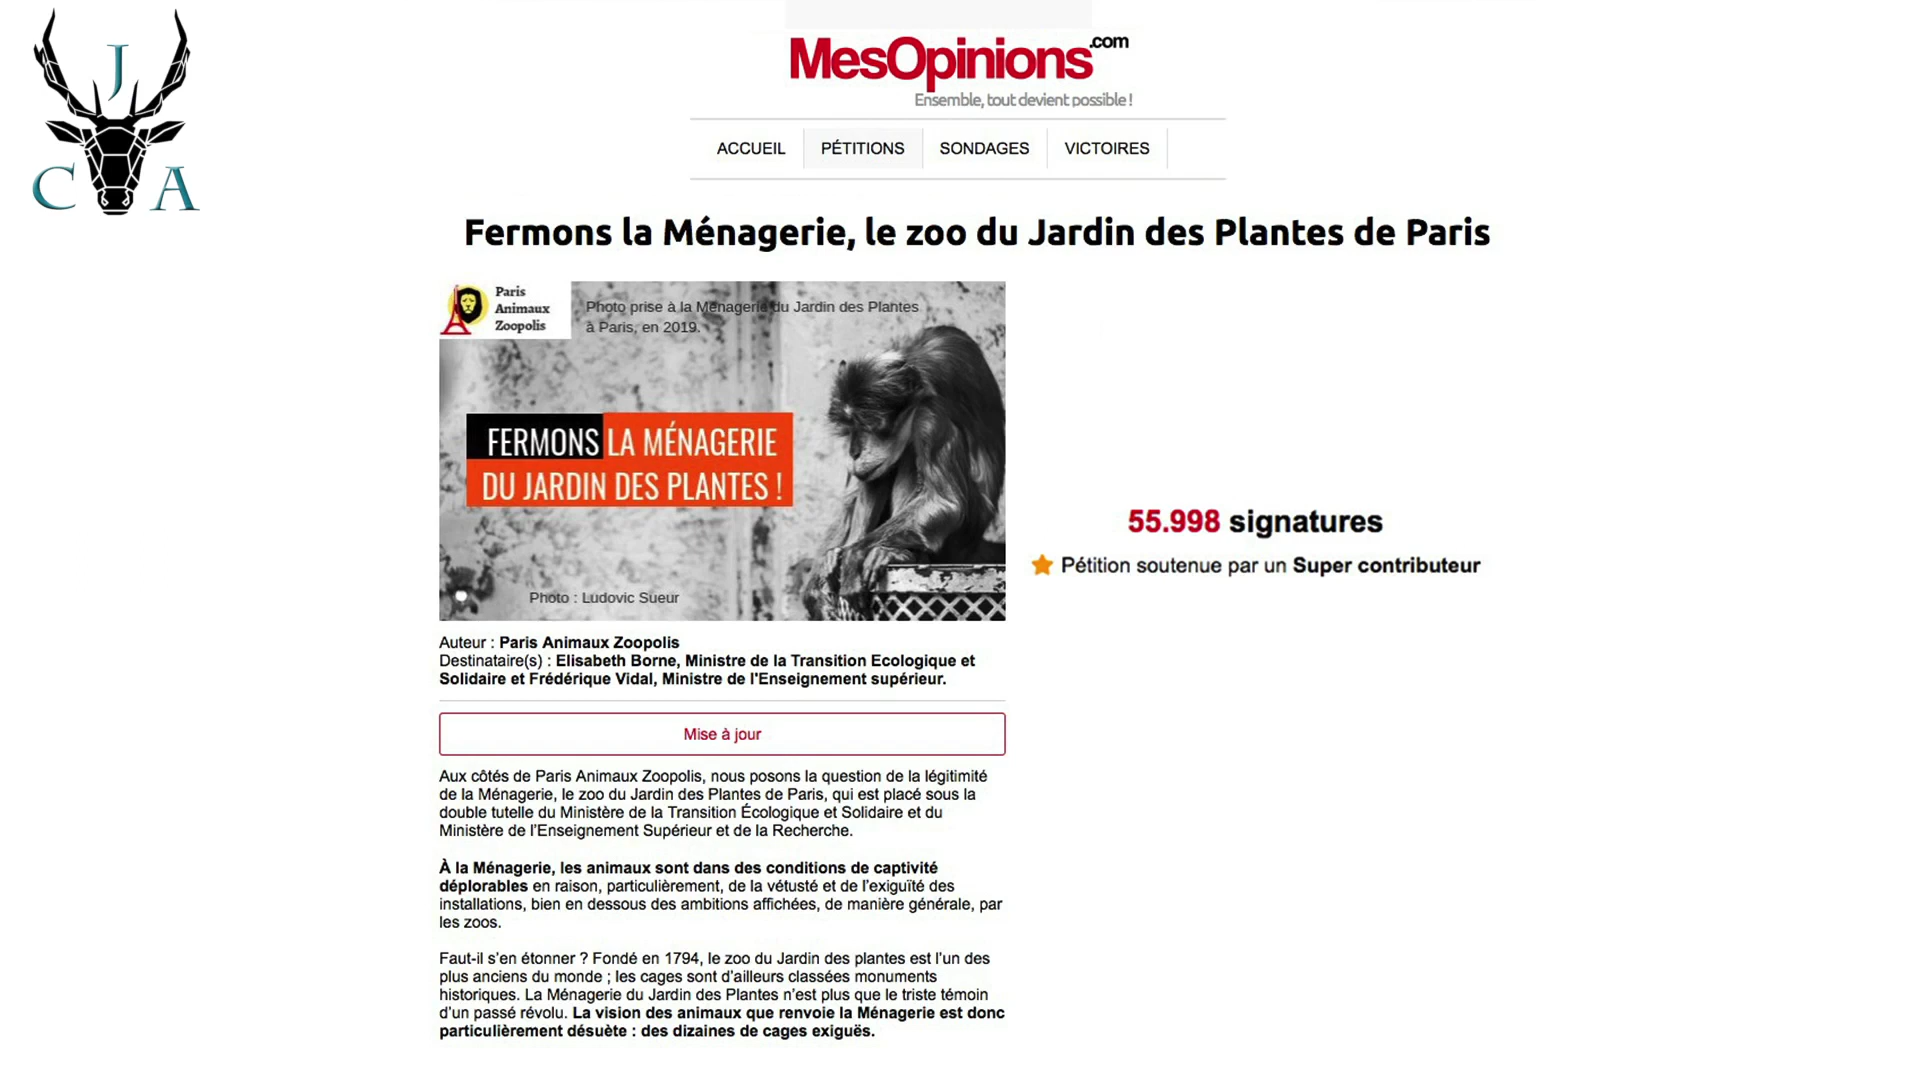 J
C A
MesOpinions.com
Ensemble, tout devient possible !
ACCUEIL PÉTITIONS SONDAGES VICTOIRES
Fermons la Ménagerie, le zoo du Jardin des Plantes de Paris
Paris
Animaux
Zoopolis
Photo prise à la Ménagerie du Jardin des Plantes
à Paris, en 2019.
FERMONS LA MÉNAGERIE
DU JARDIN DES PLANTES !
Photo : Ludovic Sueur
55.998 signatures
Pétition soutenue par un Super contributeur
Auteur : Paris Animaux Zoopolis
Destinataire(s) : Elisabeth Borne, Ministre de la Transition Ecologique et
Solidaire et Frédérique Vidal, Ministre de l'Enseignement supérieur.
Mise à jour
Aux côtés de Paris Animaux Zoopolis, nous posons la question de la légitimité
de la Ménagerie, le zoo du Jardin des Plantes de Paris, qui est placé sous la
double tutelle du Ministère de la Transition Écologique et Solidaire et du
Ministère de l’Enseignement Supérieur et de la Recherche.
À la Ménagerie, les animaux sont dans des conditions de captivité
déplorables en raison, particulièrement, de la vétusté et de l’exiguïté des
installations, bien en dessous des ambitions affichées, de manière générale, par
les zoos.
Faut-il s’en étonner ? Fondé en 1794, le zoo du Jardin des plantes est l’un des
plus anciens du monde ; les cages sont d’ailleurs classées monuments
historiques. La Ménagerie du Jardin des Plantes n’est plus que le triste témoin
d’un passé révolu. La vision des animaux que renvoie la Ménagerie est donc
particulièrement désuète : des dizaines de cages exiguës.